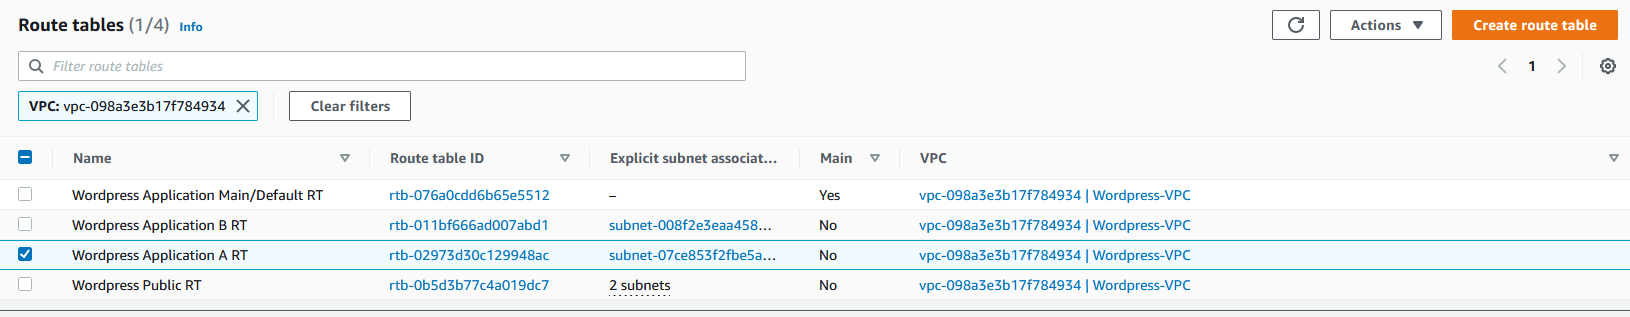 Route tables (1/4) Info Actions Create route table
Filter route tables 1
VPC: vpc-098a3e3b17f784934 Clear filters
Name Route table ID Explicit subnet associat... Main VPC
Wordpress Application Main/Default RT rtb-076a0cdd6b65e5512 – Yes vpc-098a3e3b17f784934 | Wordpress-VPC
Wordpress Application B RT rtb-011bf666ad007abd1 subnet-008f2e3eaa458... No vpc-098a3e3b17f784934 | Wordpress-VPC
Wordpress Application A RT rtb-02973d30c129948ac subnet-07ce853f2fbe5a... No vpc-098a3e3b17f784934 | Wordpress-VPC
Wordpress Public RT rtb-0b5d3b77c4a019dc7 2 subnets No vpc-098a3e3b17f784934 | Wordpress-VPC